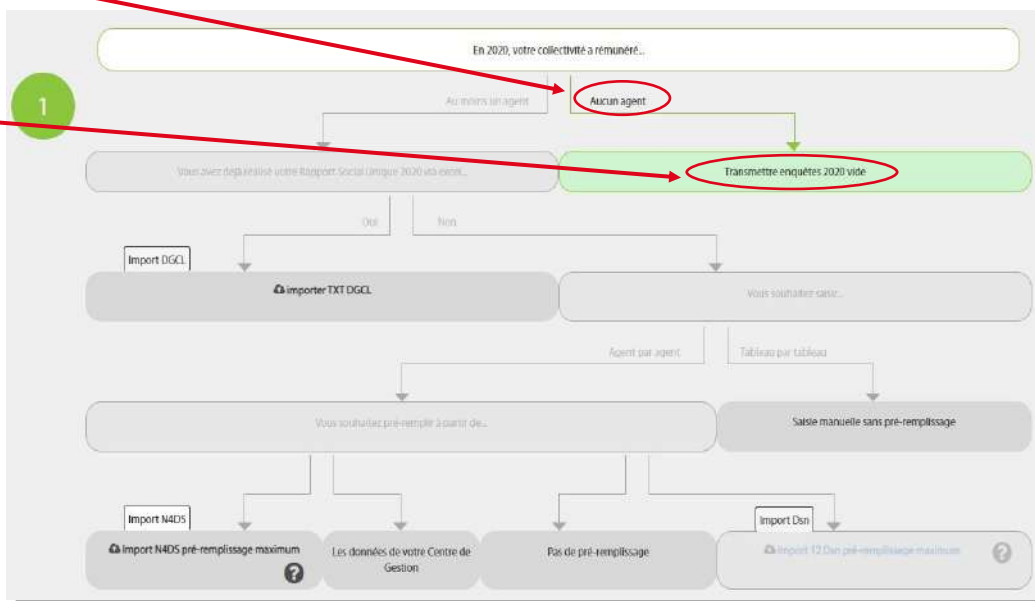 En 2020, votre collectivité a rémunéré...
1
Au moins un agent
Aucun agent
Vous avez déjà réalisé votre Rapport Social Unique 2020 via excel...
Transmettre enquêtes 2020 vide
Oui
Non
Import DGCL
importer TXT DGCL
Vous souhaitez saisir...
Agent par agent
Tableau par tableau
Vous souhaitez pré-remplir à partir de...
Saisie manuelle sans pré-remplissage
Import N4DS
Import Dsn
Import N4DS pré-remplissage maximum
?
Les données de votre Centre de
Gestion
Pas de pré-remplissage
Import 12 Dsn pré-remplissage maximum
?